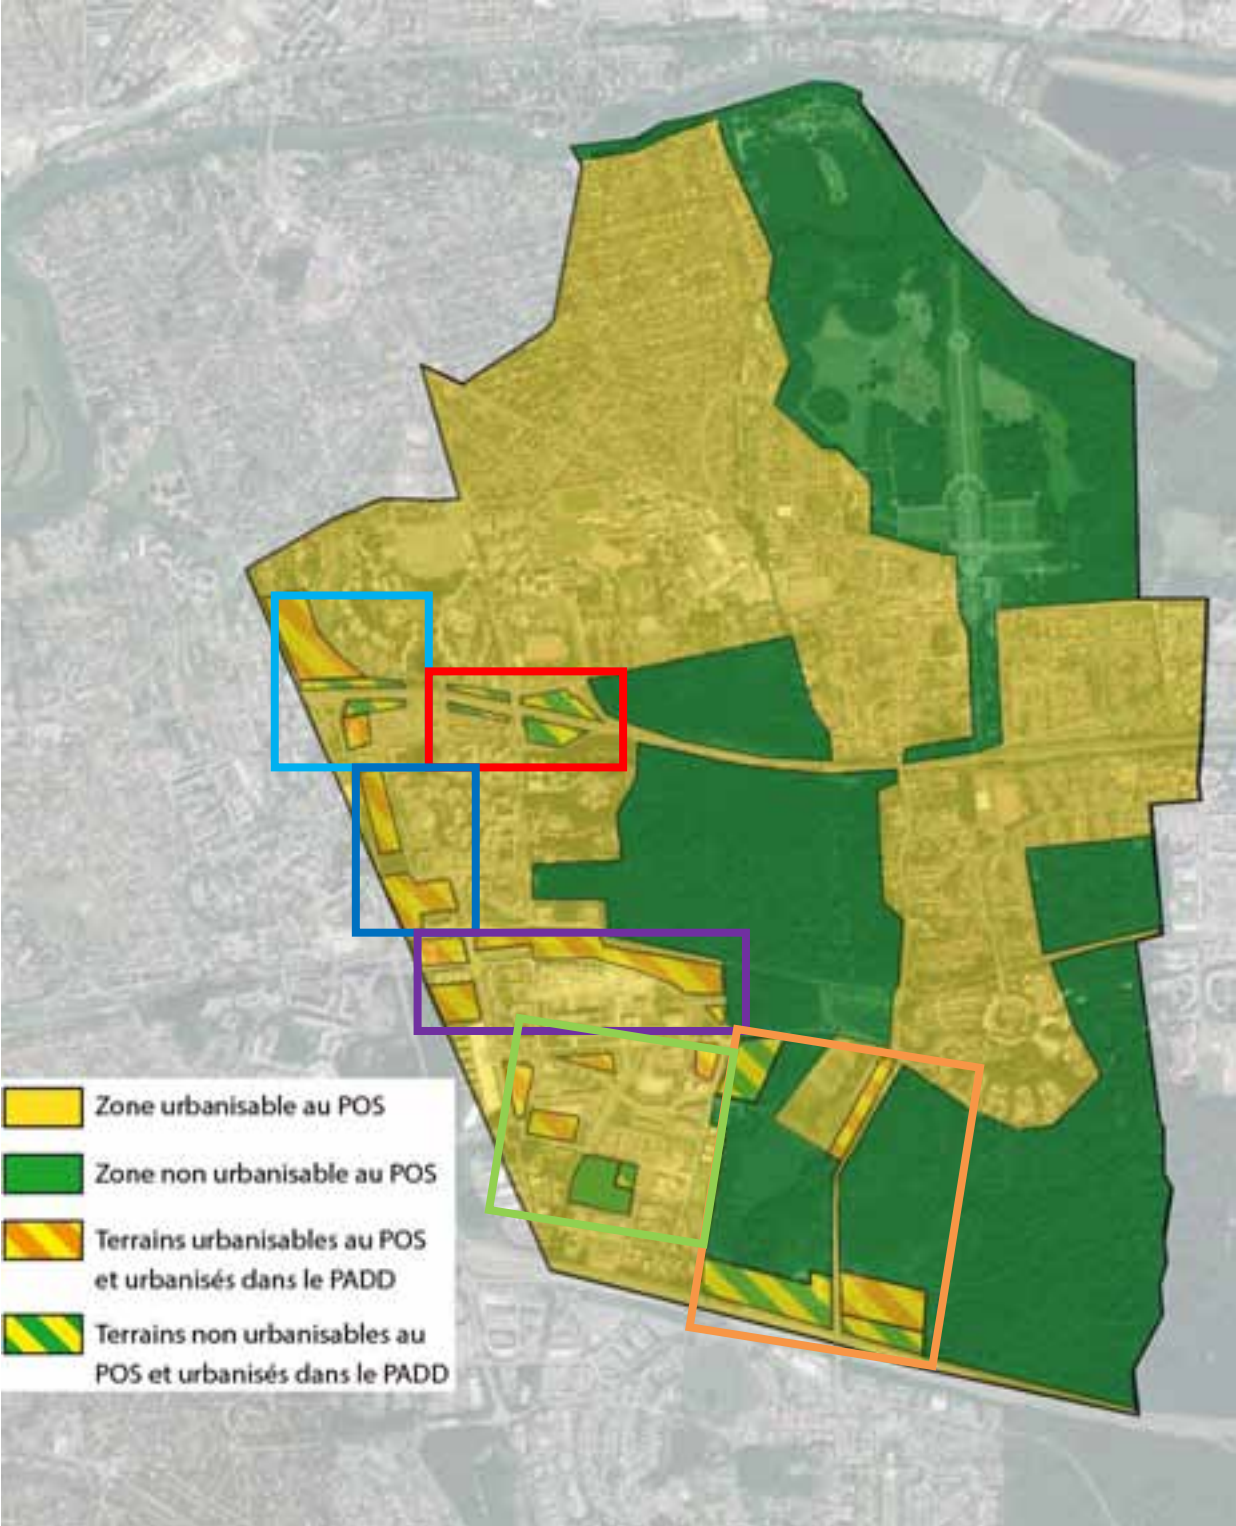 Zone urbanisable au POS
Zone non urbanisable au POS
Terrains urbanisables au POS
et urbanisés dans le PADD
Terrains non urbanisables au
POS et urbanisés dans le PADD